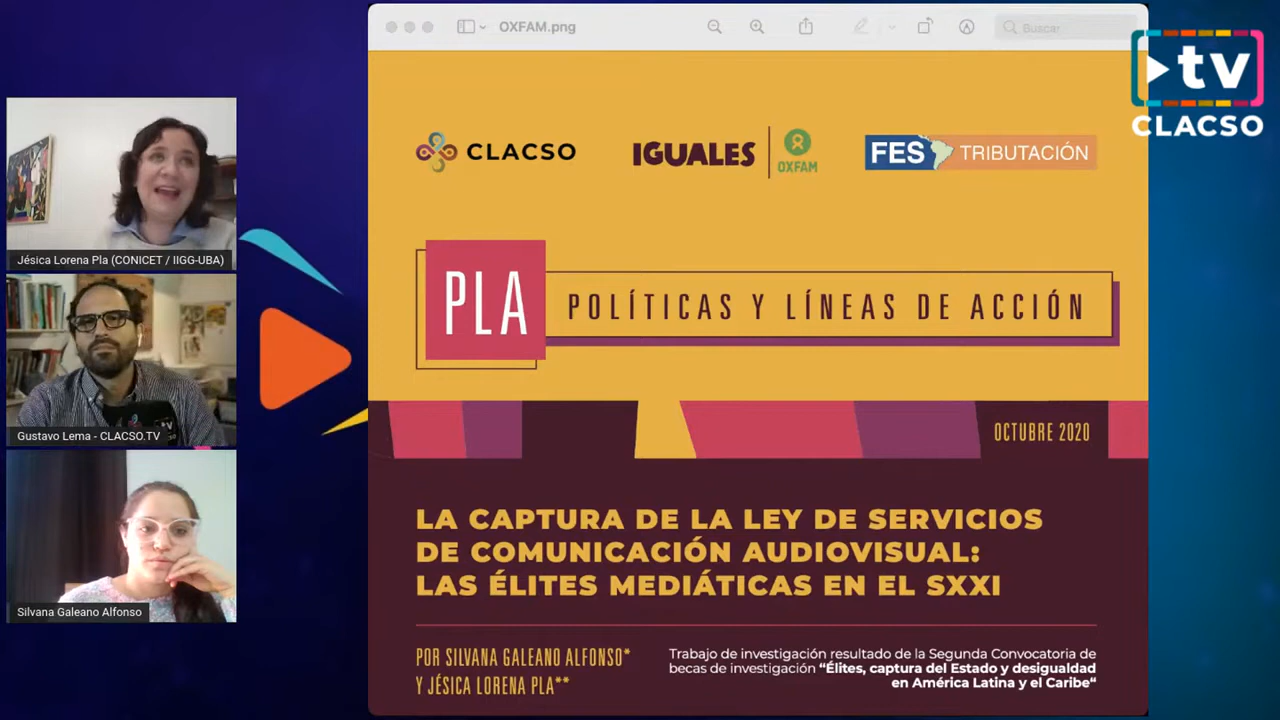 OXFAM.png
Buscar
tv
CLACSO
CLACSO
IGUALES
OXFAM
FES TRIBUTACIÓN
Jésica Lorena Pla (CONICET / IIGG-UBA)
PLA
POLÍTICAS Y LÍNEAS DE ACCIÓN
Gustavo Lema - CLACSO.TV
OCTUBRE 2020
LA CAPTURA DE LA LEY DE SERVICIOS
DE COMUNICACIÓN AUDIOVISUAL:
LAS ÉLITES MEDIÁTICAS EN EL SXXI
Silvana Galeano Alfonso
POR SILVANA GALEANO ALFONSO*
Y JÉSICA LORENA PLA**
Trabajo de investigación resultado de la Segunda Convocatoria de
becas de investigación “Élites, captura del Estado y desigualdad
en América Latina y el Caribe“